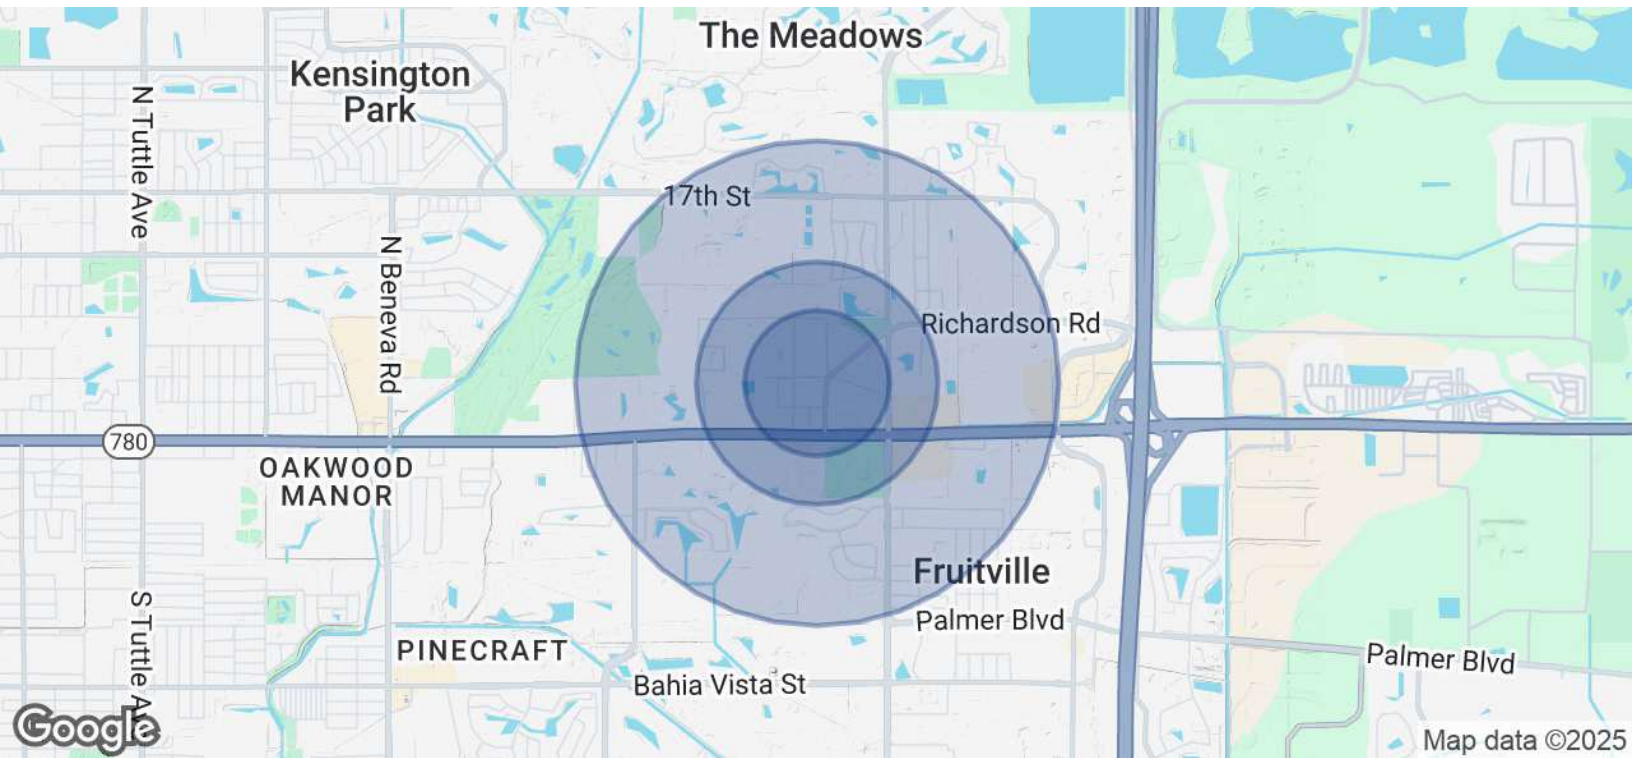 The Meadows
Kensington
Park
N Tuttle Ave
17th St
N Beneva Rd
Richardson Rd
780
OAKWOOD
MANOR
Fruitville
S Tuttle Ave
Palmer Blvd
PINECRAFT
Palmer Blvd
Bahia Vista St
Google
Map data ©2025